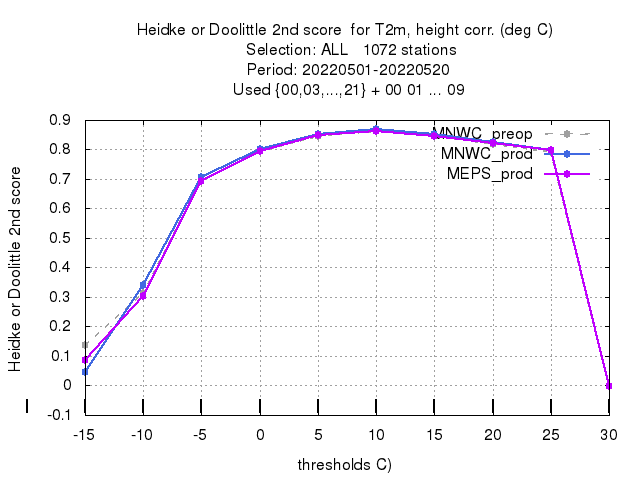 Heidke or Doolittle 2nd score  for T2m, height corr. (deg C)
Selection: ALL   1072 stations
Period: 20220501-20220520
Used {00,03,...,21} + 00 01 ... 09
Heidke or Doolittle 2nd score
0.9
0.8
0.7
0.6
0.5
0.4
0.3
0.2
0.1
0
-0.1
MNWC_preop
MNWC_prod
MEPS_prod
-15 -10 -5 0 5 10 15 20 25 30
thresholds C)